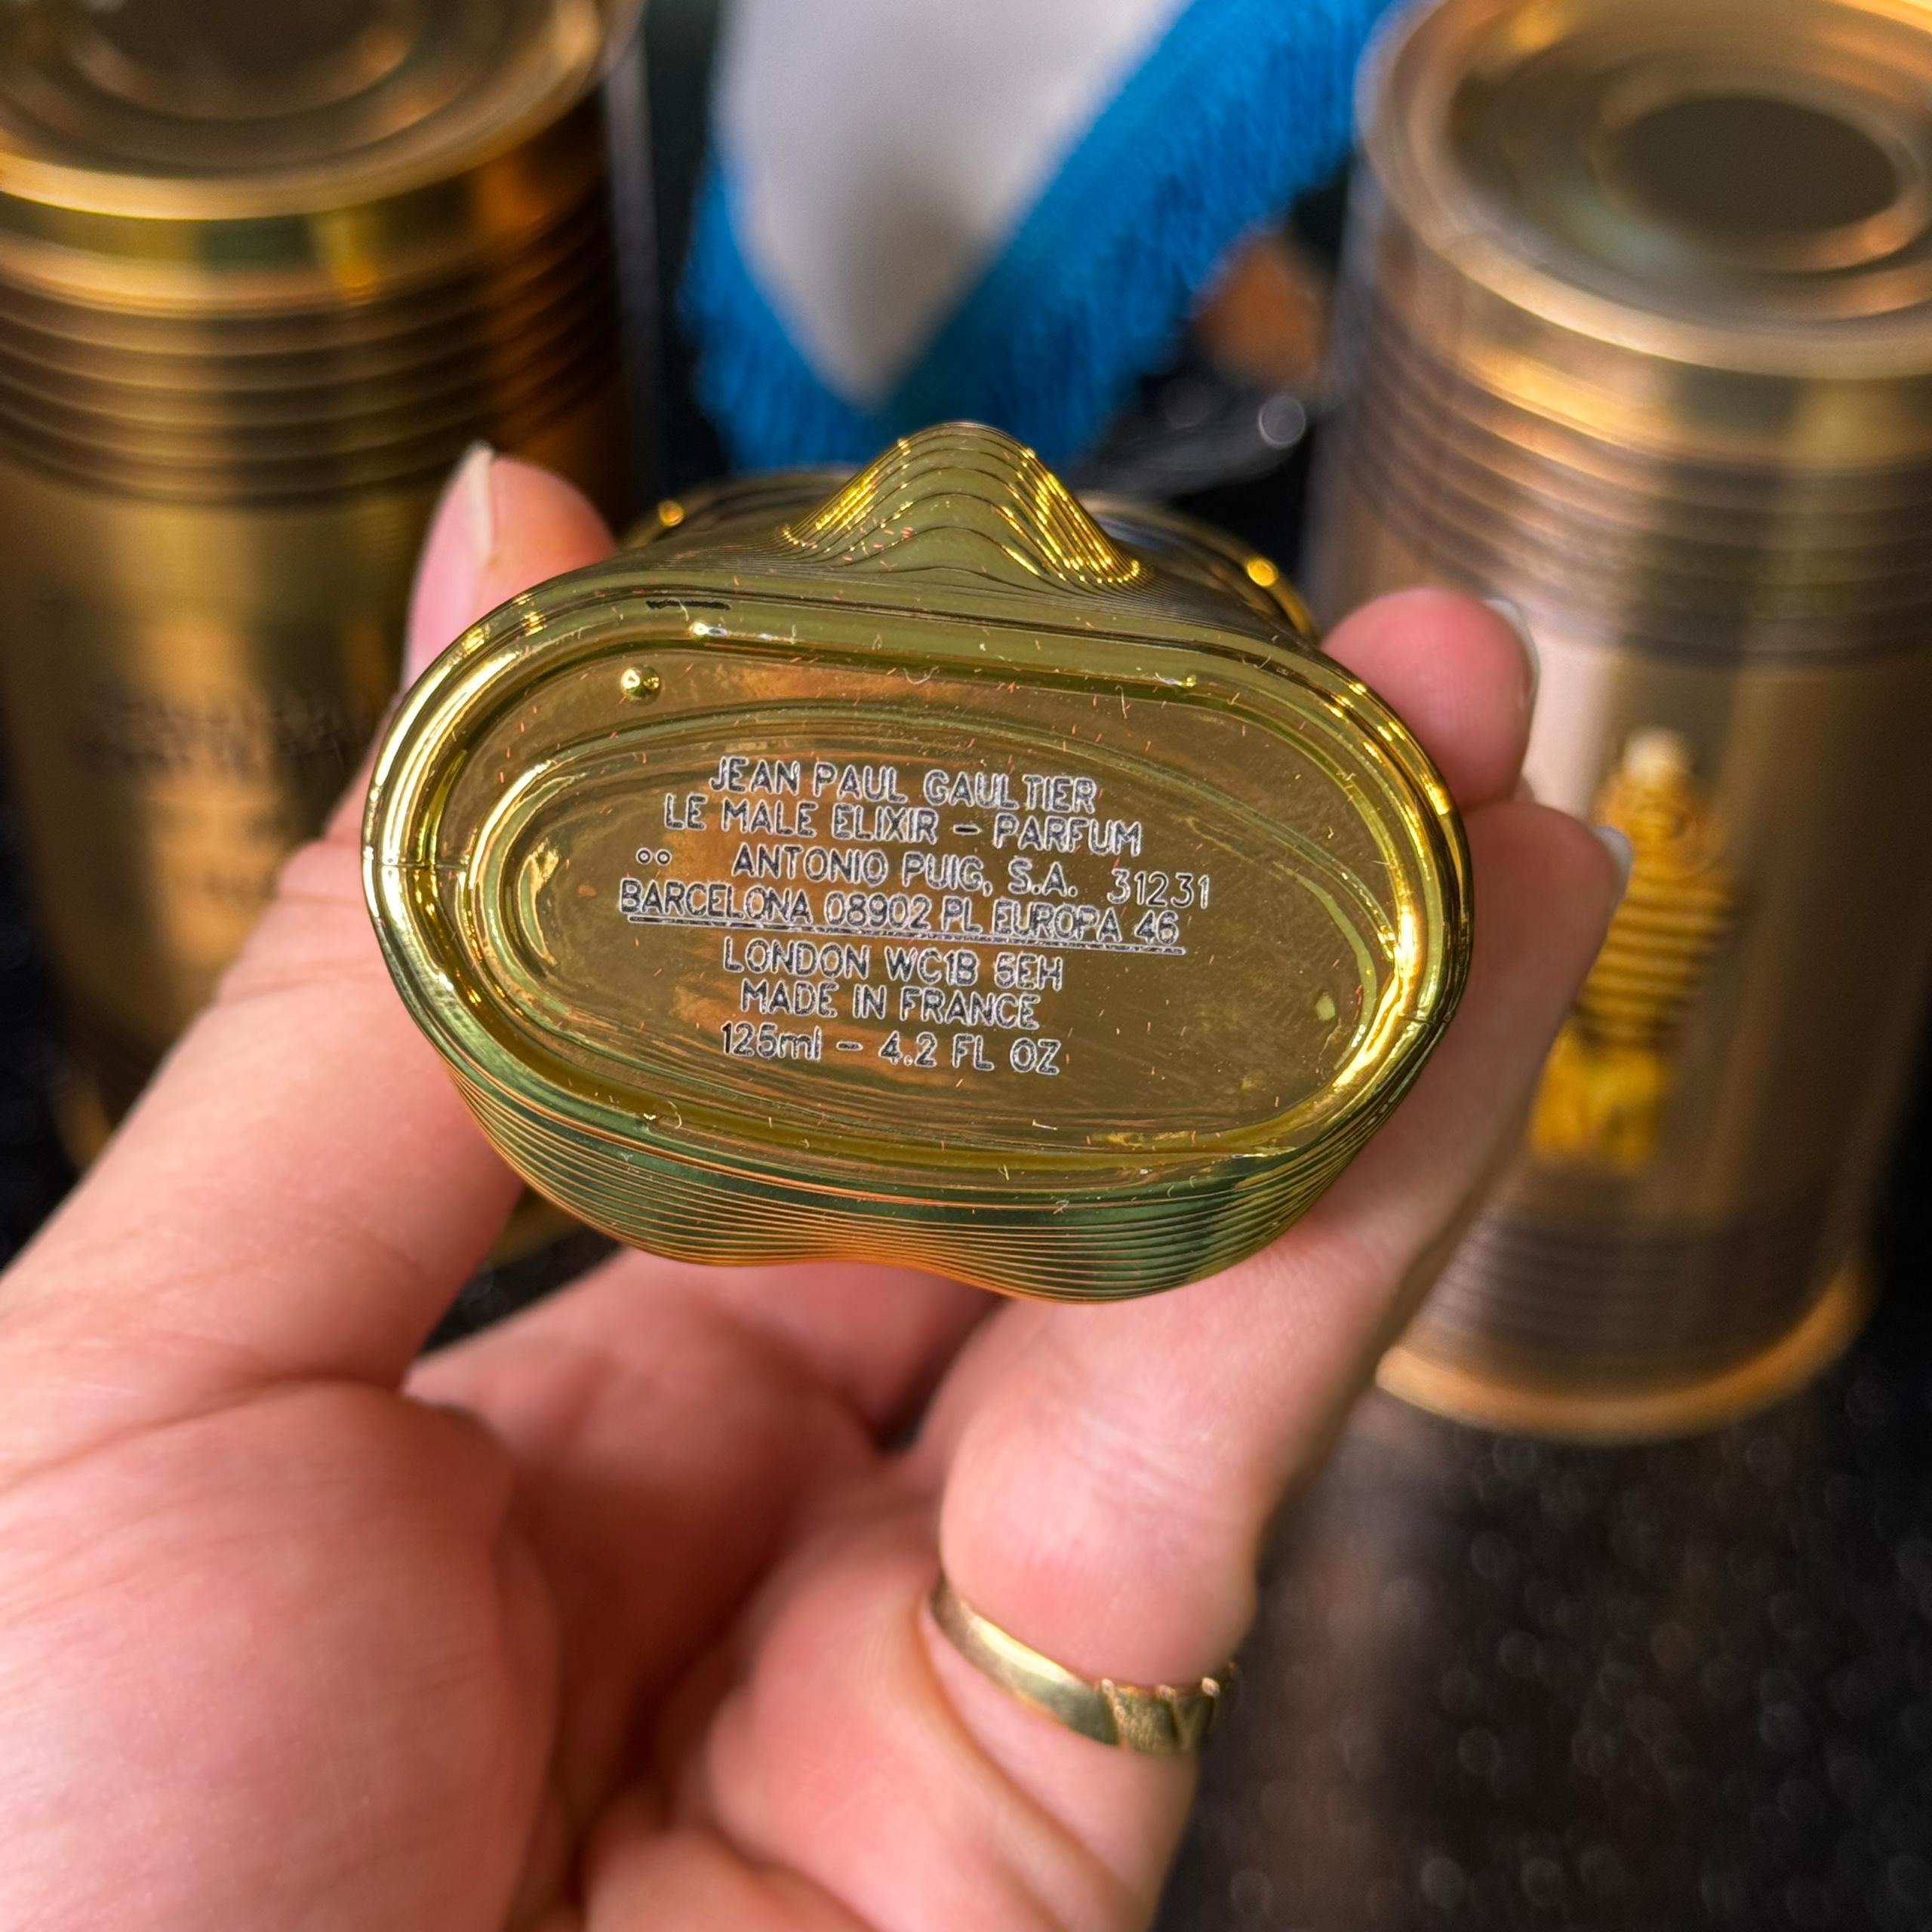 JEAN PAUL GAULTIER
LE MALE ELIXIR – PARFUM
ANTONIO PUIG, S.A. 31231
BARCELONA 08902 PL EUROPA 46
LONDON WC1B 5EH
MADE IN FRANCE
125ml – 4.2 FL OZ